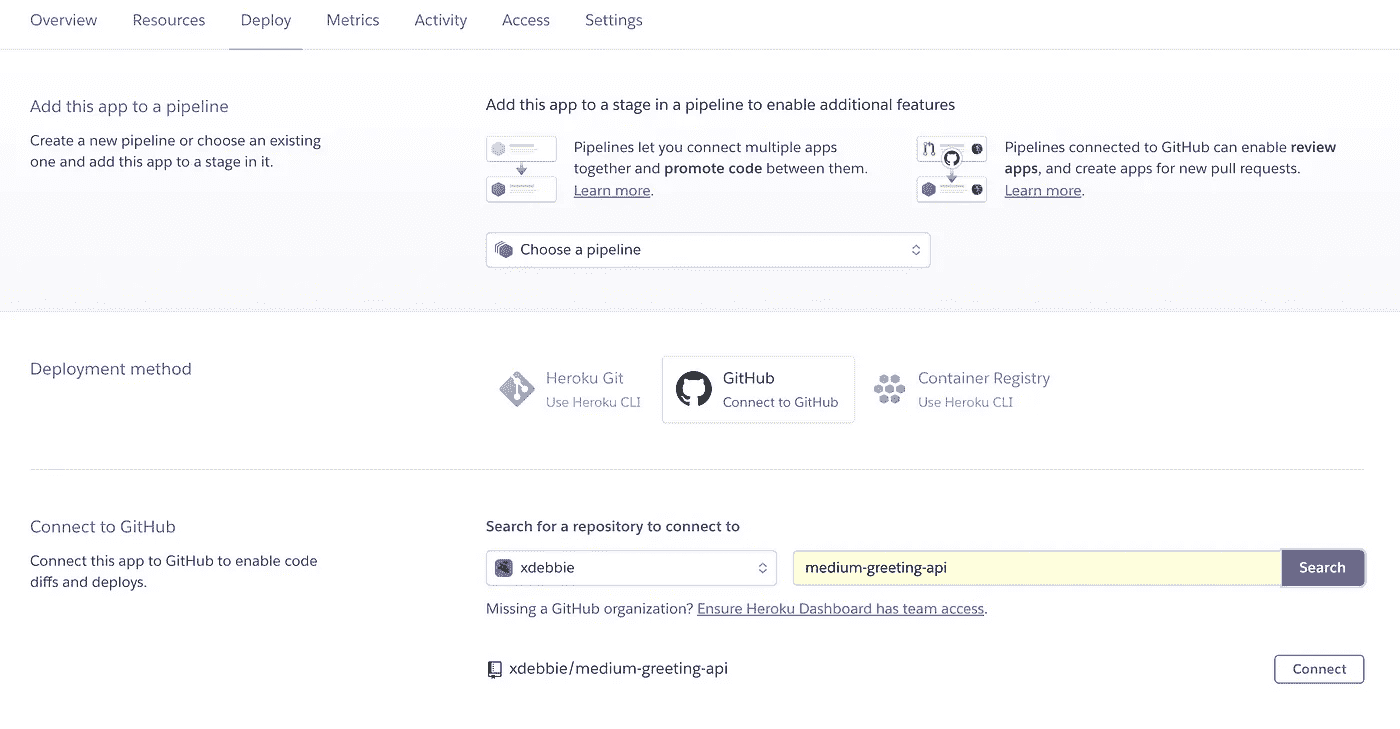 Overview Resources Deploy Metrics Activity Access Settings
Add this app to a pipeline
Create a new pipeline or choose an existing
one and add this app to a stage in it.
Add this app to a stage in a pipeline to enable additional features
Pipelines let you connect multiple apps
together and promote code between them.
Learn more.
Pipelines connected to GitHub can enable review
apps, and create apps for new pull requests.
Learn more.
Choose a pipeline
Deployment method
Heroku Git
Use Heroku CLI
GitHub
Connect to GitHub
Container Registry
Use Heroku CLI
Connect to GitHub
Connect this app to GitHub to enable code
diffs and deploys.
Search for a repository to connect to
xdebbie
medium-greeting-api
Search
Missing a GitHub organization? Ensure Heroku Dashboard has team access.
xdebbie/medium-greeting-api
Connect